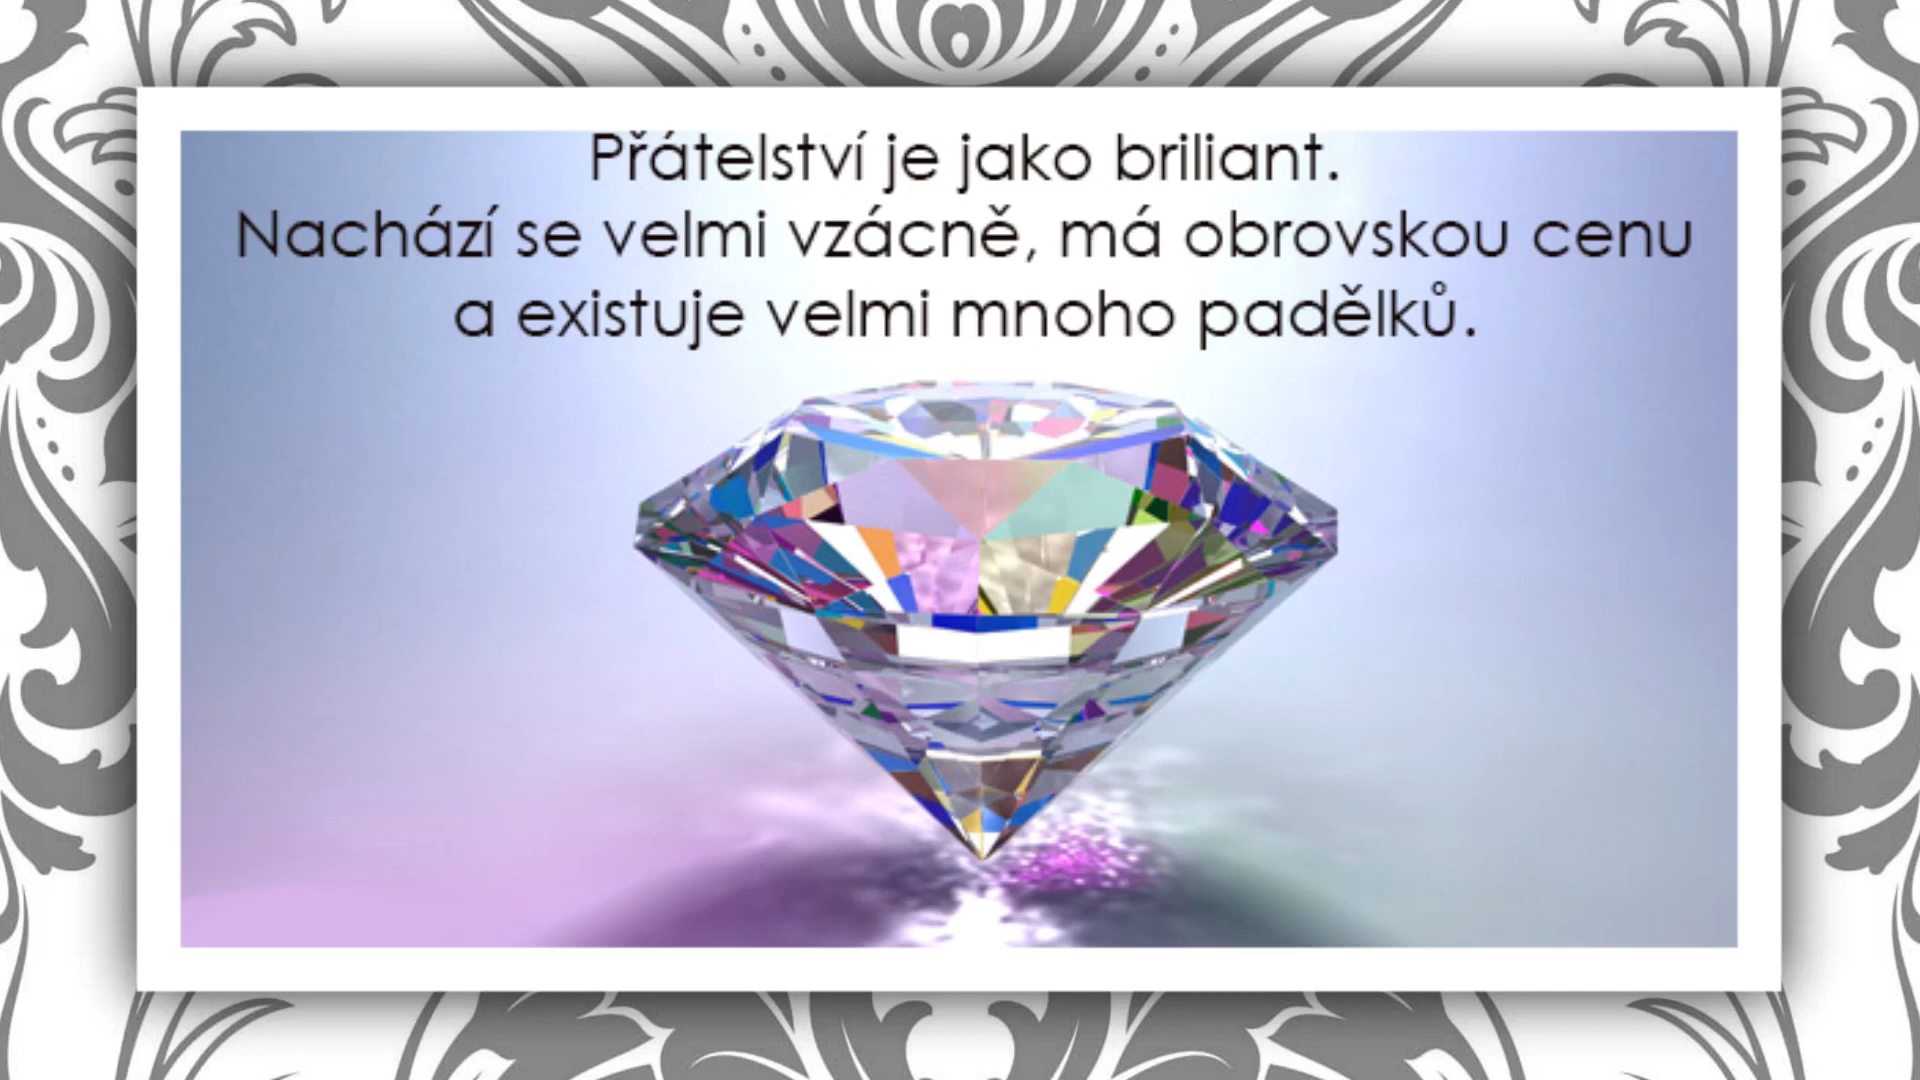 Přátelství je jako briliant.
Nachází se velmi vzácně, má obrovskou cenu
a existuje velmi mnoho padělků.